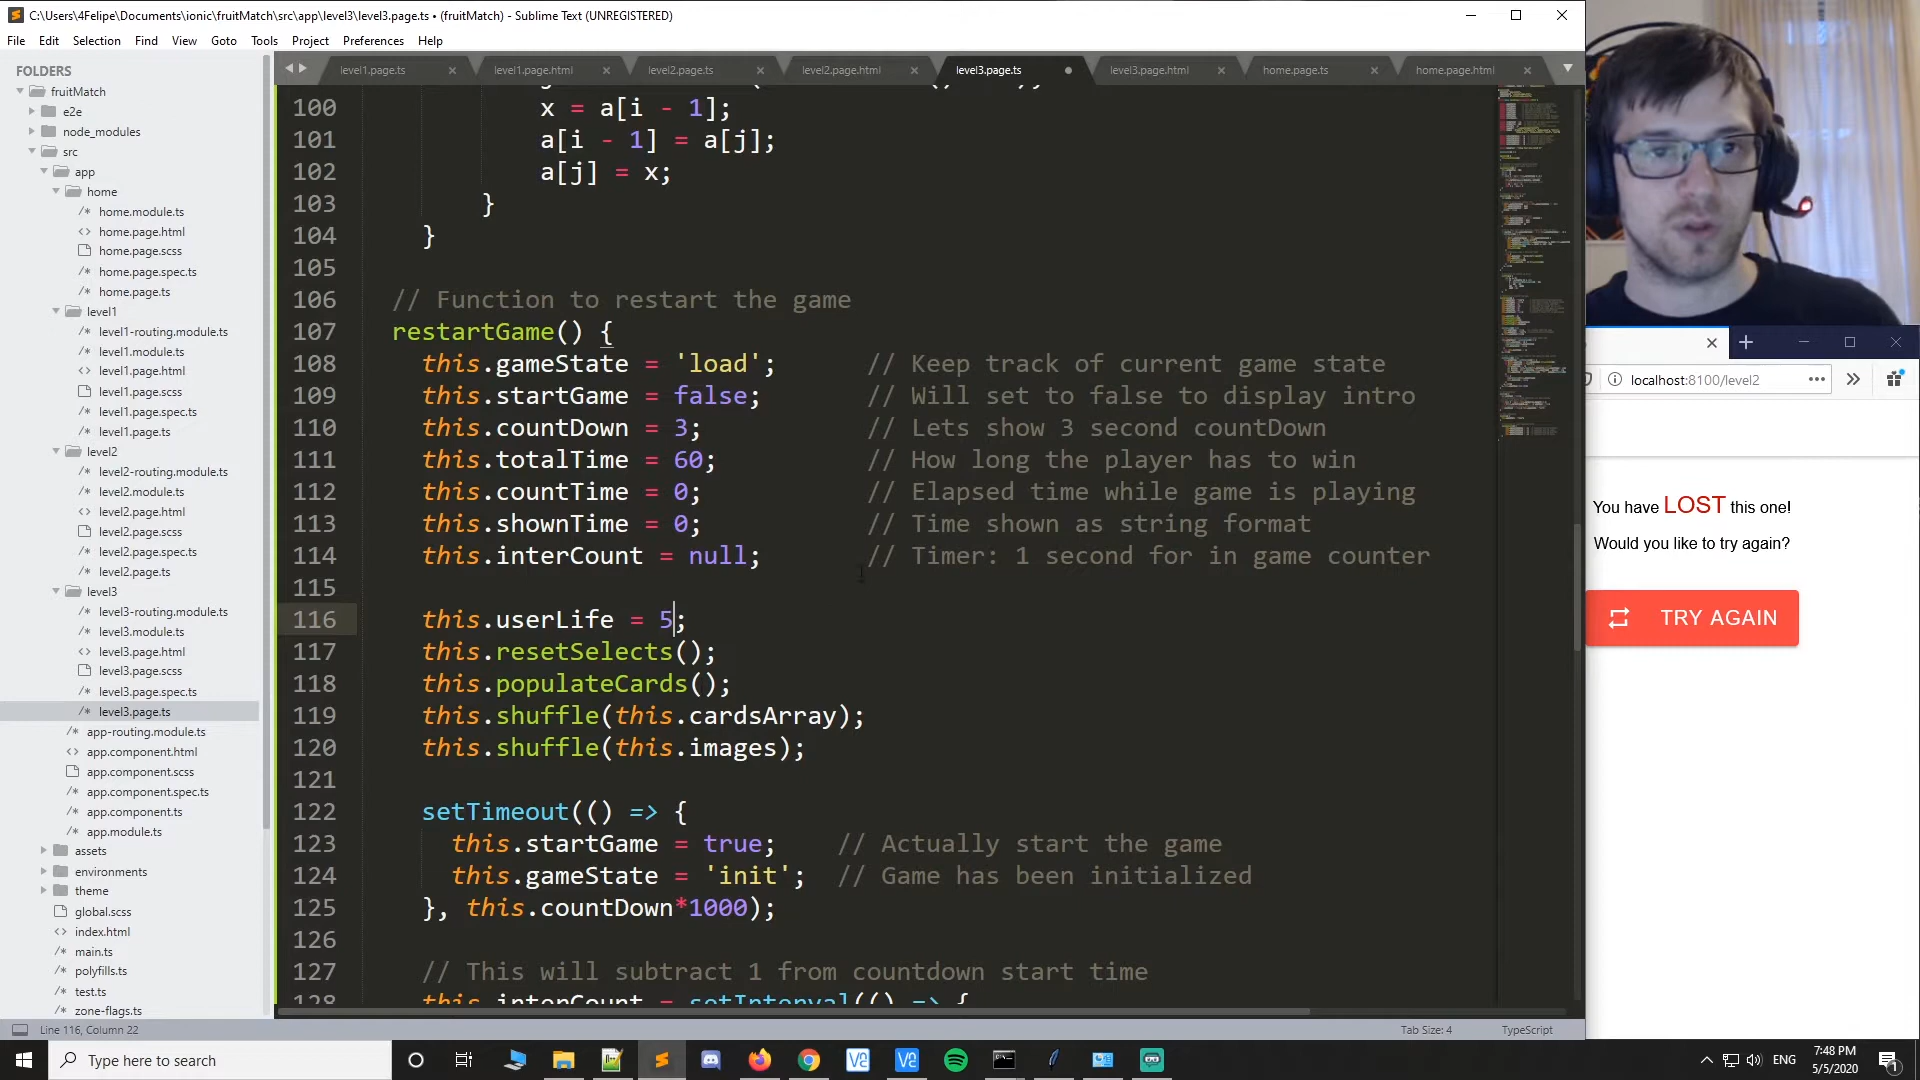 C:\Users\4Felipe\Documents\ionic\fruitMatch\src\app\level3\level3.page.ts • (fruitMatch) - Sublime Text (UNREGISTERED)
File Edit Selection Find View Goto Tools Project Preferences Help
FOLDERS
fruitMatch
e2e
node_modules
src
app
home
home.module.ts
home.page.html
home.page.scss
home.page.spec.ts
home.page.ts
level1
level1-routing.module.ts
level1.module.ts
level1.page.html
level1.page.scss
level1.page.spec.ts
level1.page.ts
level2
level2-routing.module.ts
level2.module.ts
level2.page.html
level2.page.scss
level2.page.spec.ts
level2.page.ts
level3
level3-routing.module.ts
level3.module.ts
level3.page.html
level3.page.scss
level3.page.spec.ts
level3.page.ts
app-routing.module.ts
app.component.html
app.component.scss
app.component.spec.ts
app.component.ts
app.module.ts
assets
environments
theme
global.scss
index.html
main.ts
polyfills.ts
test.ts
zone-flags.ts
level1.page.ts level1.page.html level2.page.ts level2.page.html level3.page.ts level3.page.html home.page.ts home.page.html
100 x = a[i - 1];
101 a[i - 1] = a[j];
102 a[j] = x;
103 }
104 }
105
106 // Function to restart the game
107 restartGame() {
108 this.gameState = 'load'; // Keep track of current game state
109 this.startGame = false; // Will set to false to display intro
110 this.countDown = 3; // Lets show 3 second countDown
111 this.totalTime = 60; // How long the player has to win
112 this.countTime = 0; // Elapsed time while game is playing
113 this.shownTime = 0; // Time shown as string format
114 this.interCount = null; // Timer: 1 second for in game counter
115
116 this.userLife = 5;
117 this.resetSelects();
118 this.populateCards();
119 this.shuffle(this.cardsArray);
120 this.shuffle(this.images);
121
122 setTimeout(() => {
123 this.startGame = true; // Actually start the game
124 this.gameState = 'init'; // Game has been initialized
125 }, this.countDown*1000);
126
127 // This will subtract 1 from countdown start time
128 this.interCount = setInterval(() => {
Line 116, Column 22
Tab Size: 4 TypeScript
localhost:8100/level2
You have LOST this one!
Would you like to try again?
TRY AGAIN
Type here to search
ENG
7:48 PM
5/5/2020